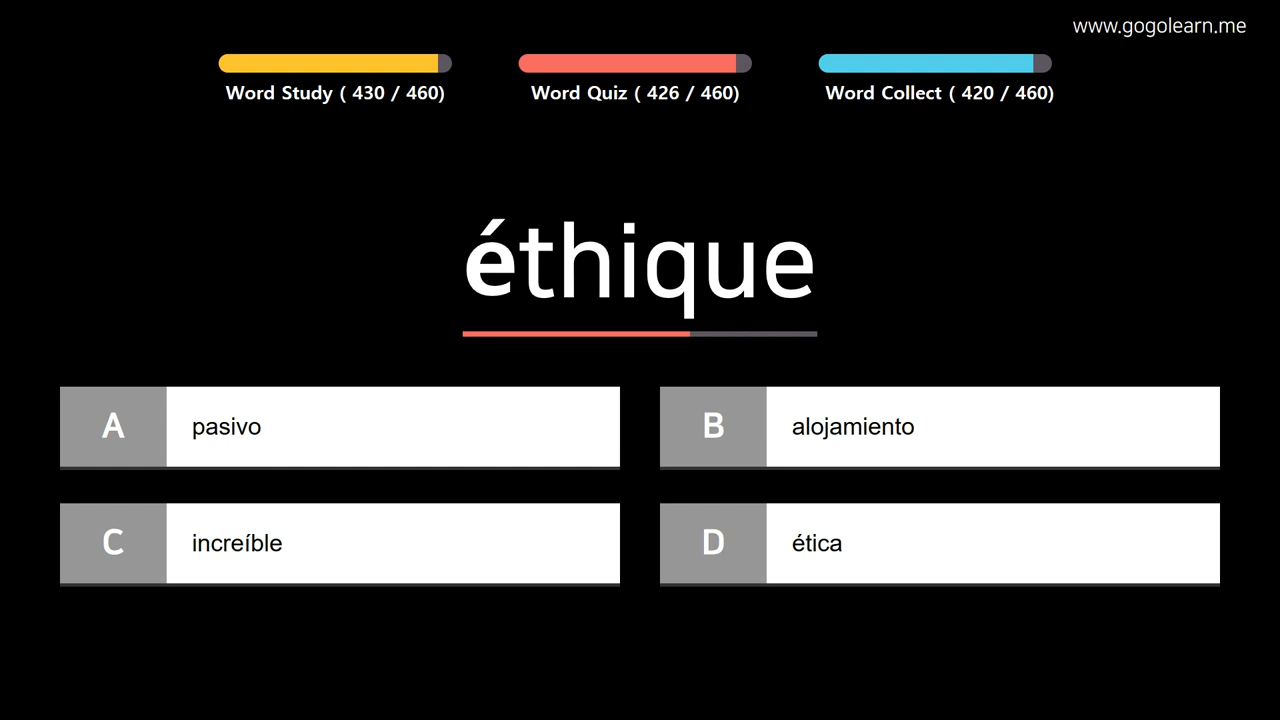 www.gogolearn.me
Word Study ( 430 / 460)
Word Quiz ( 426 / 460)
Word Collect ( 420 / 460)
éthique
A pasivo
B alojamiento
C increíble
D ética